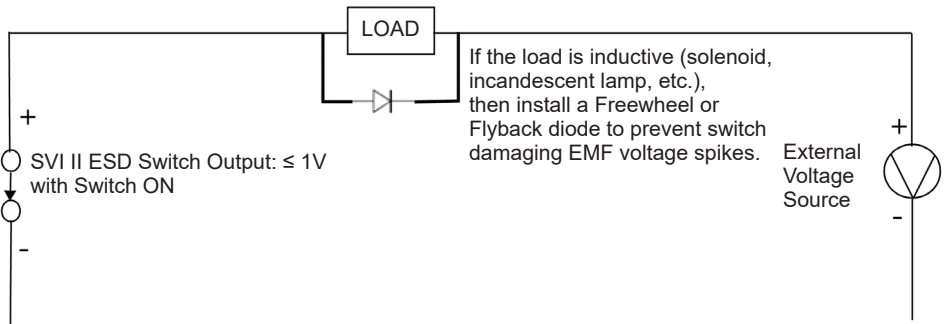 LOAD
If the load is inductive (solenoid,
incandescent lamp, etc.),
then install a Freewheel or
Flyback diode to prevent switch
damaging EMF voltage spikes.
+
SVI II ESD Switch Output: ≤ 1V
with Switch ON
-
+
External
Voltage
Source
-